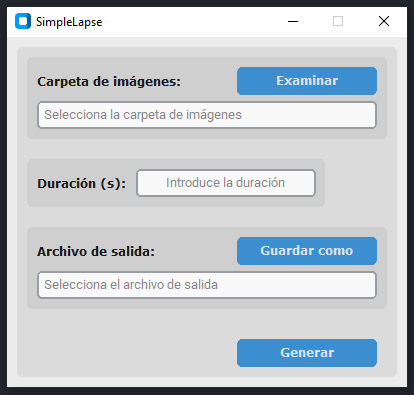 SimpleLapse
Carpeta de imágenes:
Examinar
Selecciona la carpeta de imágenes
Duración (s):
Introduce la duración
Archivo de salida:
Guardar como
Selecciona el archivo de salida
Generar